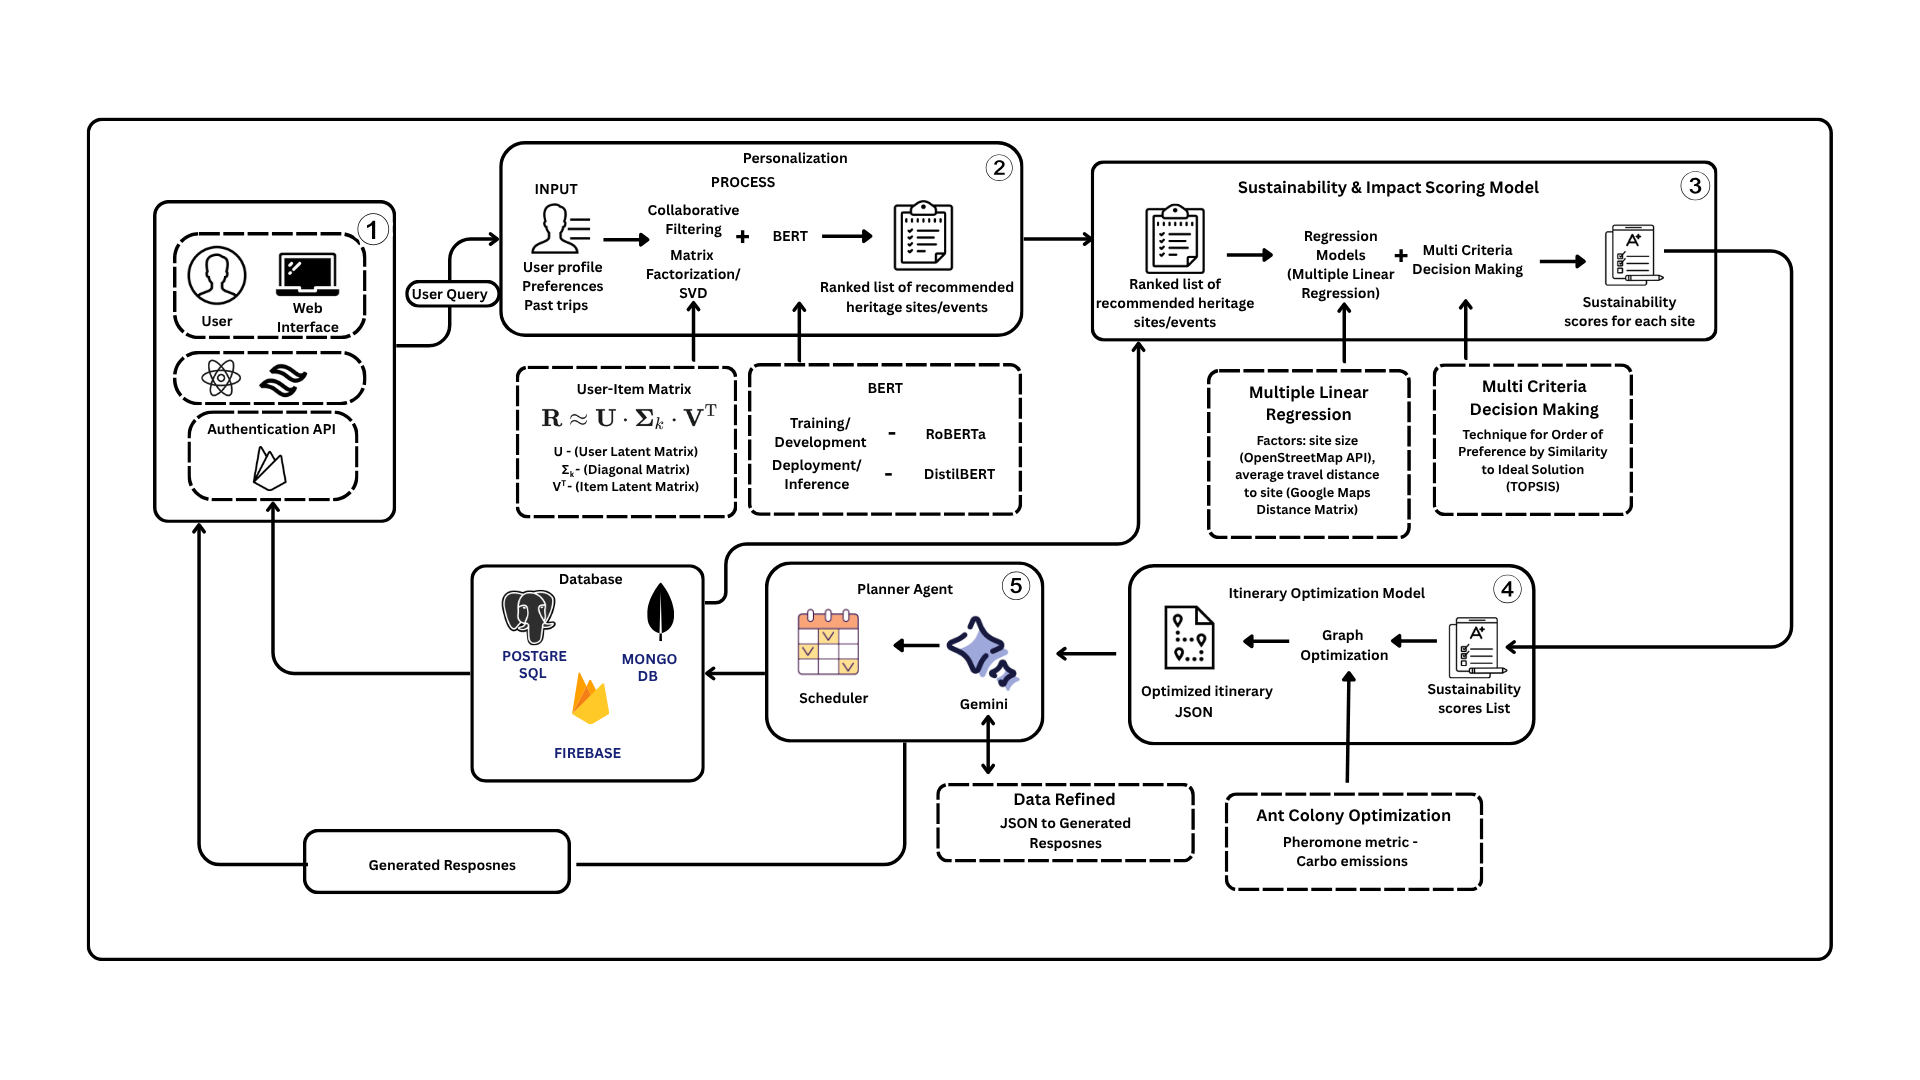 1
User
Web
Interface
Authentication API
User Query
Personalization
2
PROCESS
INPUT
User profile
Preferences
Past trips
Collaborative
Filtering
+
BERT
Matrix
Factorization/
SVD
Ranked list of recommended
heritage sites/events
User-Item Matrix
R ≈ U · Σₖ · Vᵀ
U - (User Latent Matrix)
Σₖ- (Diagonal Matrix)
Vᵀ- (Item Latent Matrix)
BERT
Training/
Development
-
RoBERTa
Deployment/
Inference
-
DistilBERT
Sustainability & Impact Scoring Model
3
Ranked list of
recommended heritage
sites/events
Regression
Models
(Multiple Linear
Regression)
+
Multi Criteria
Decision Making
A+
Sustainability
scores for each site
Multiple Linear
Regression
Factors: site size
(OpenStreetMap API),
average travel distance
to site (Google Maps
Distance Matrix)
Multi Criteria
Decision Making
Technique for Order of
Preference by Similarity
to Ideal Solution
(TOPSIS)
Itinerary Optimization Model
4
A+
Sustainability
scores List
Graph
Optimization
Optimized itinerary
JSON
Ant Colony Optimization
Pheromone metric -
Carbo emissions
Planner Agent
5
Scheduler
Gemini
Data Refined
JSON to Generated
Resposnes
Database
POSTGRE
SQL
MONGO
DB
FIREBASE
Generated Resposnes